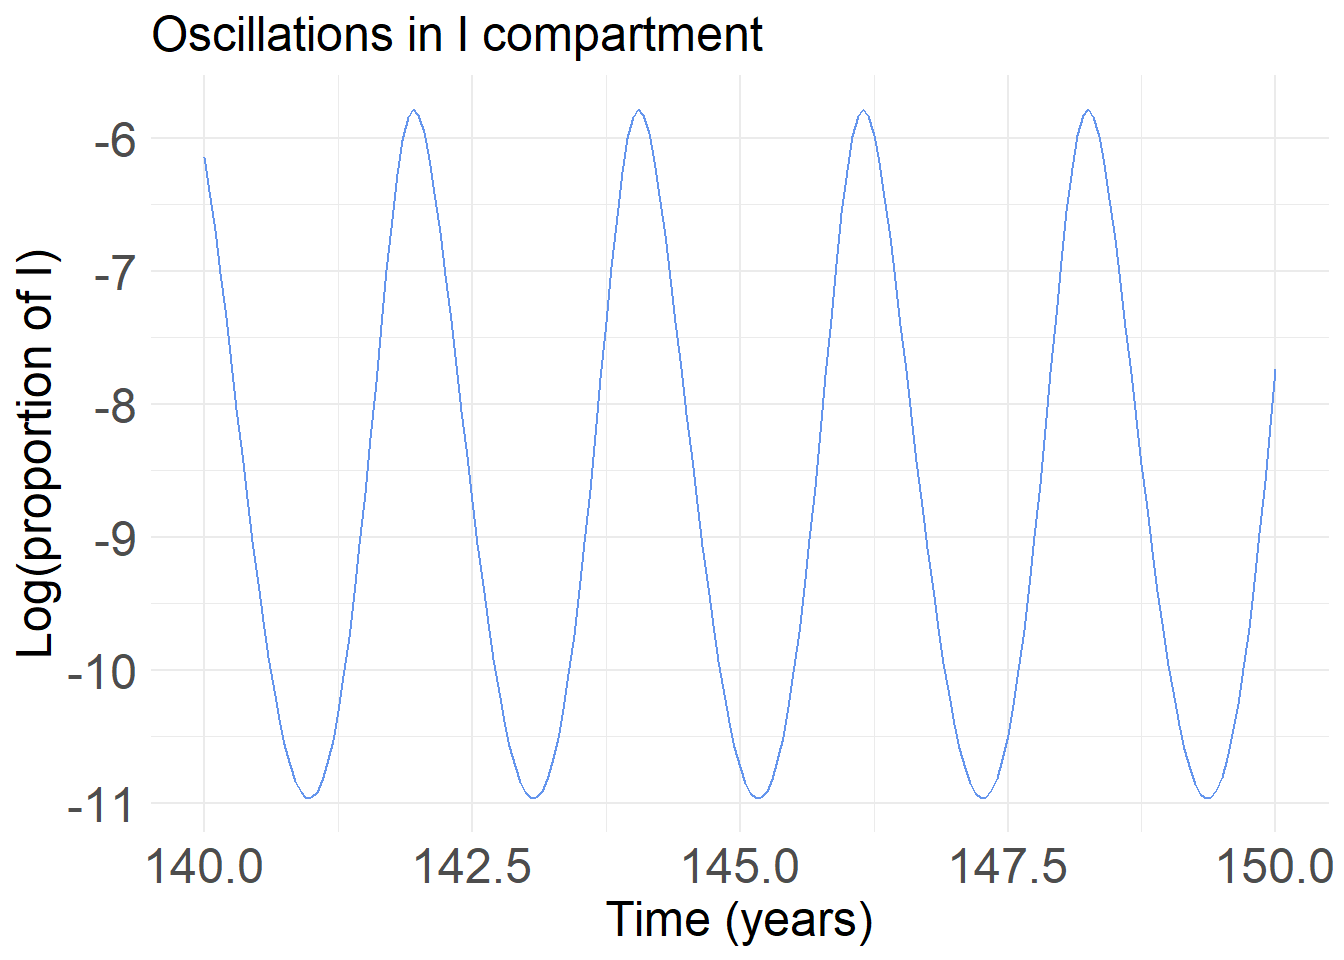 Oscillations in I compartment
Log(proportion of I)
-6
-7
-8
-9
-10
-11
140.0 142.5 145.0 147.5 150.0
Time (years)